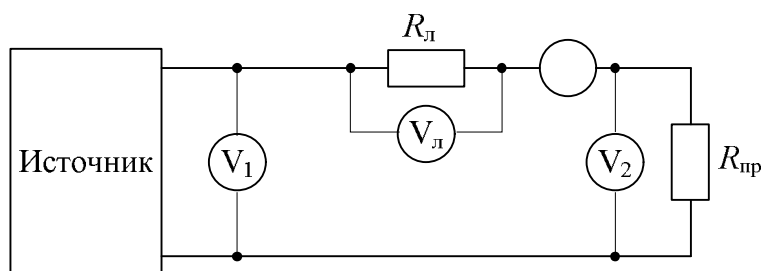 Rл
Vл
Источник
V1
V2
Rпр